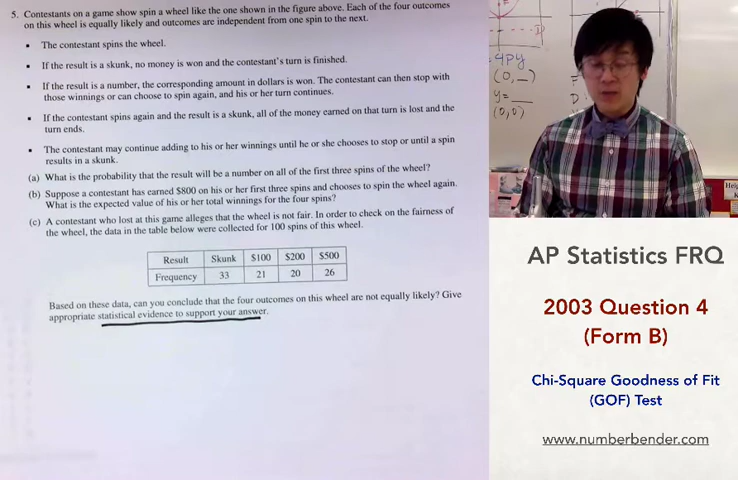 5. Contestants on a game show spin a wheel like the one shown in the figure above. Each of the four outcomes
on this wheel is equally likely and outcomes are independent from one spin to the next.
• The contestant spins the wheel.
• If the result is a skunk, no money is won and the contestant's turn is finished.
• If the result is a number, the corresponding amount in dollars is won. The contestant can then stop with
those winnings or can choose to spin again, and his or her turn continues.
• If the contestant spins again and the result is a skunk, all of the money earned on that turn is lost and the
turn ends.
• The contestant may continue adding to his or her winnings until he or she chooses to stop or until a spin
results in a skunk.
(a) What is the probability that the result will be a number on all of the first three spins of the wheel?
(b) Suppose a contestant has earned $800 on his or her first three spins and chooses to spin the wheel again.
What is the expected value of his or her total winnings for the four spins?
(c) A contestant who lost at this game alleges that the wheel is not fair. In order to check on the fairness of
the wheel, the data in the table below were collected for 100 spins of this wheel.
Result Skunk $100 $200 $500
Frequency 33 21 20 26
Based on these data, can you conclude that the four outcomes on this wheel are not equally likely? Give
appropriate statistical evidence to support your answer.
(0, _)
y= __
(0, 0)
AP Statistics FRQ
2003 Question 4
(Form B)
Chi-Square Goodness of Fit
(GOF) Test
www.numberbender.com